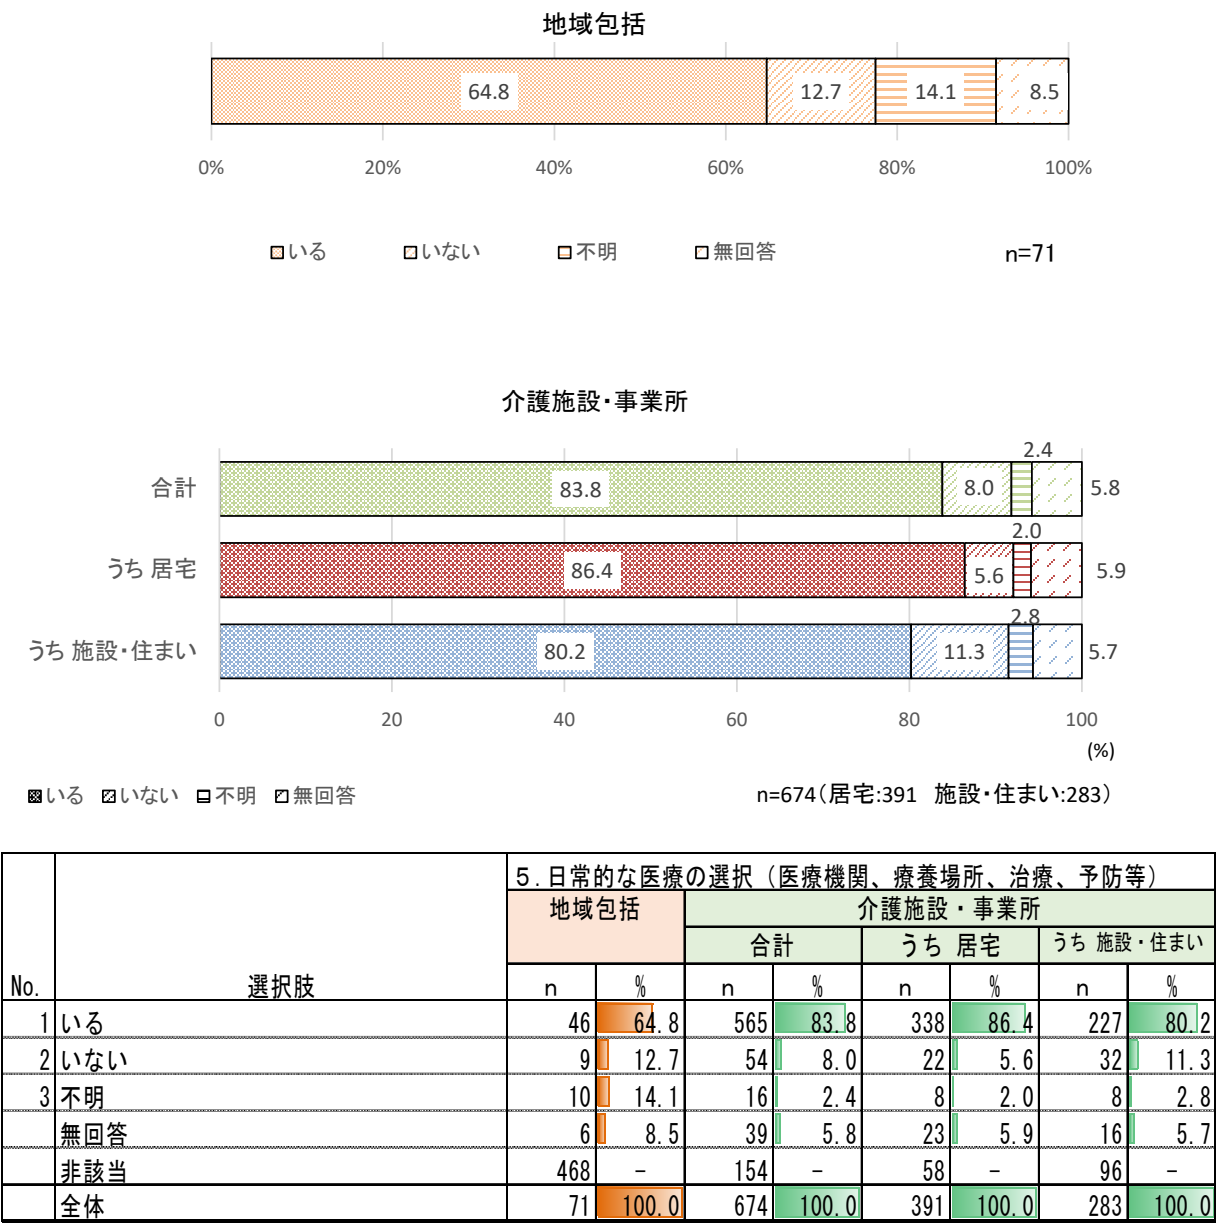 地域包括
64.8 12.7 14.1 8.5
0% 20% 40% 60% 80% 100%
いる いない 不明 無回答 n=71
介護施設・事業所
2.4
合計 83.8 8.0 5.8
2.0
うち 居宅 86.4 5.6 5.9
2.8
うち 施設・住まい 80.2 11.3 5.7
0 20 40 60 80 100
(%)
いる いない 不明 無回答 n=674(居宅:391 施設・住まい:283)
5.日常的な医療の選択(医療機関、療養場所、治療、予防等)
地域包括 介護施設・事業所
合計 うち 居宅 うち 施設・住まい
No. 選択肢 n % n % n % n %
1 いる 46 64.8 565 83.8 338 86.4 227 80.2
2 いない 9 12.7 54 8.0 22 5.6 32 11.3
3 不明 10 14.1 16 2.4 8 2.0 8 2.8
無回答 6 8.5 39 5.8 23 5.9 16 5.7
非該当 468 - 154 - 58 - 96 -
全体 71 100.0 674 100.0 391 100.0 283 100.0